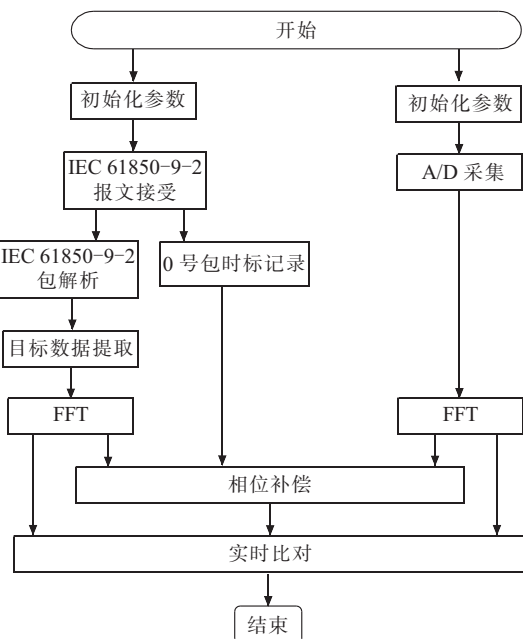 开始
初始化参数
初始化参数
IEC 61850-9-2
报文接受
A/D 采集
IEC 61850-9-2
包解析
0 号包时标记录
目标数据提取
FFT
FFT
相位补偿
实时比对
结束